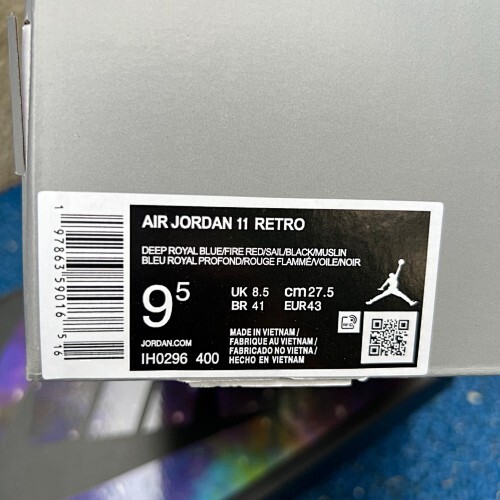 AIR JORDAN 11 RETRO
DEEP ROYAL BLUE/FIRE RED/SAIL/BLACK/MUSLIN
BLEU ROYAL PROFOND/ROUGE FLAMMÉ/VOILE/NOIR
9 5
UK 8.5 cm 27.5
BR 41 EUR 43
JORDAN.COM
IH0296 400
MADE IN VIETNAM /
FABRIQUE AU VIETNAM /
FABRICADO NO VIETNA /
HECHO EN VIETNAM
1 97863 59016 5 16